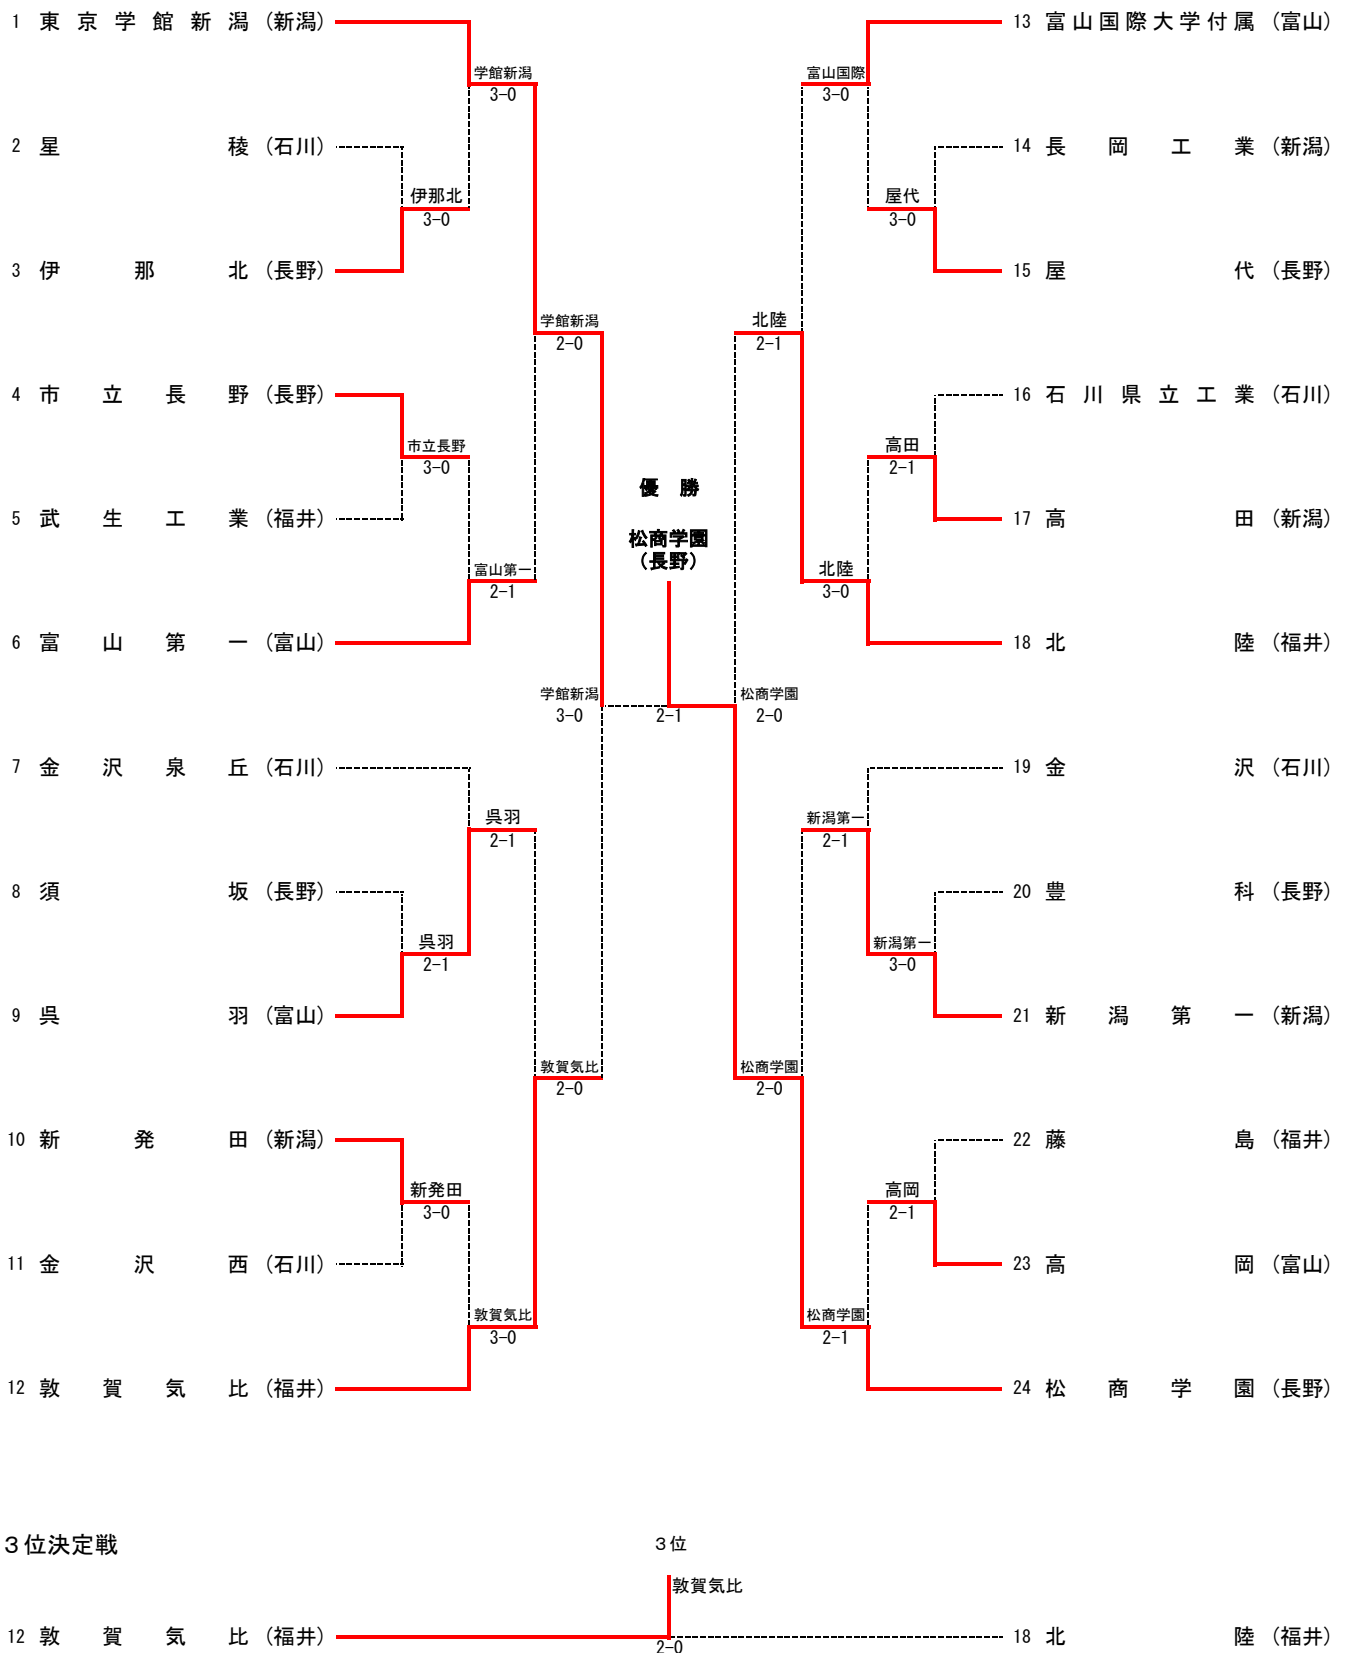 1 東京学館新潟 (新潟)
13 富山国際大学付属 (富山)
学館新潟
富山国際
3-0
3-0
2 星稜 (石川)
14 長岡工業 (新潟)
伊那北
屋代
3-0
3-0
3 伊那北 (長野)
15 屋代 (長野)
学館新潟
北陸
2-0
2-1
4 市立長野 (長野)
16 石川県立工業 (石川)
市立長野
高田
3-0
2-1
優 勝
5 武生工業 (福井)
17 高田 (新潟)
松商学園
(長野)
富山第一
北陸
2-1
3-0
6 富山第一 (富山)
18 北陸 (福井)
学館新潟
松商学園
3-0
2-1
2-0
7 金沢泉丘 (石川)
19 金沢 (石川)
呉羽
新潟第一
2-1
2-1
8 須坂 (長野)
20 豊科 (長野)
呉羽
新潟第一
2-1
3-0
9 呉羽 (富山)
21 新潟第一 (新潟)
敦賀気比
松商学園
2-0
2-0
10 新発田 (新潟)
22 藤島 (福井)
新発田
高岡
3-0
2-1
11 金沢西 (石川)
23 高岡 (富山)
敦賀気比
松商学園
3-0
2-1
12 敦賀気比 (福井)
24 松商学園 (長野)
３位決定戦
３位
敦賀気比
12 敦賀気比 (福井)
18 北陸 (福井)
2-0